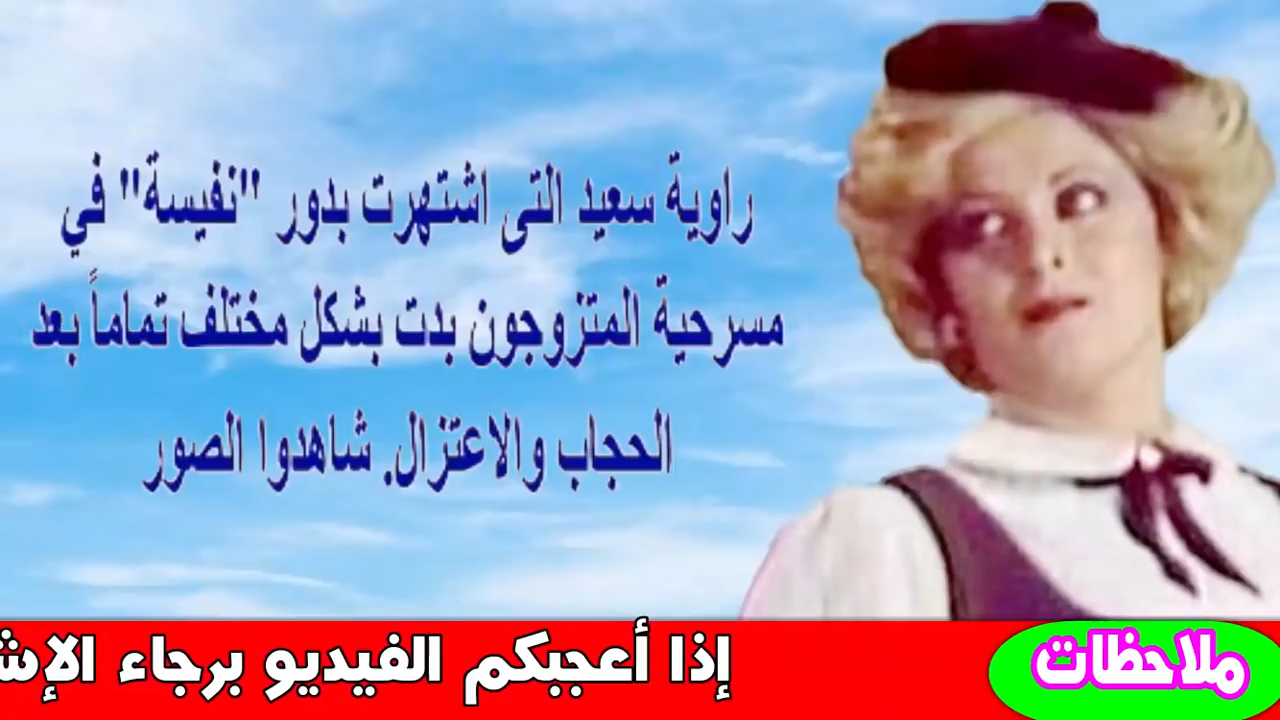 راوية سعيد التى اشتهرت بدور "نفيسة" في
مسرحية المتزوجون بدت بشكل مختلف تماماً بعد
الحجاب والاعتزال. شاهدوا الصور
ملاحظات
إذا أعجبكم الفيديو برجاء